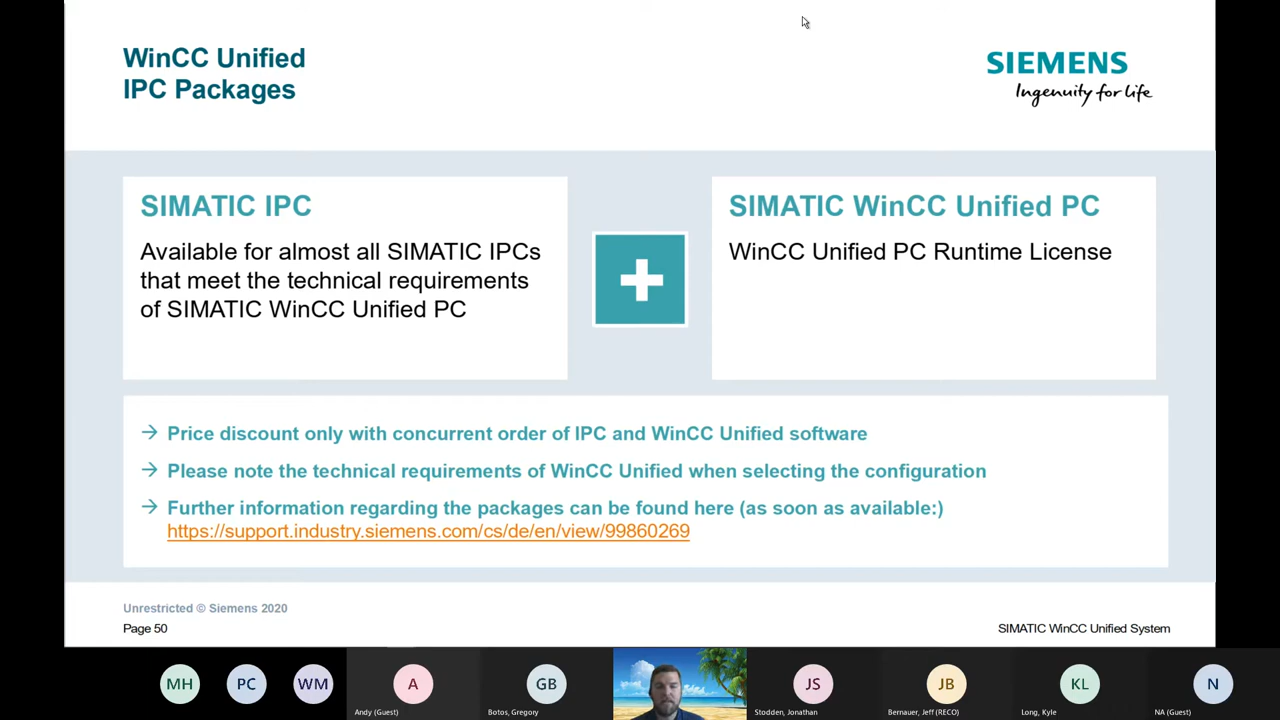 WinCC Unified
IPC Packages
SIEMENS
Ingenuity for life
SIMATIC IPC
Available for almost all SIMATIC IPCs
that meet the technical requirements
of SIMATIC WinCC Unified PC
SIMATIC WinCC Unified PC
WinCC Unified PC Runtime License
→ Price discount only with concurrent order of IPC and WinCC Unified software
→ Please note the technical requirements of WinCC Unified when selecting the configuration
→ Further information regarding the packages can be found here (as soon as available:)
https://support.industry.siemens.com/cs/de/en/view/99860269
Unrestricted © Siemens 2020
Page 50
SIMATIC WinCC Unified System
MH
PC
WM
A
Andy (Guest)
GB
Botos, Gregory
JS
Stodden, Jonathan
JB
Bernauer, Jeff (RECO)
KL
Long, Kyle
N
NA (Guest)